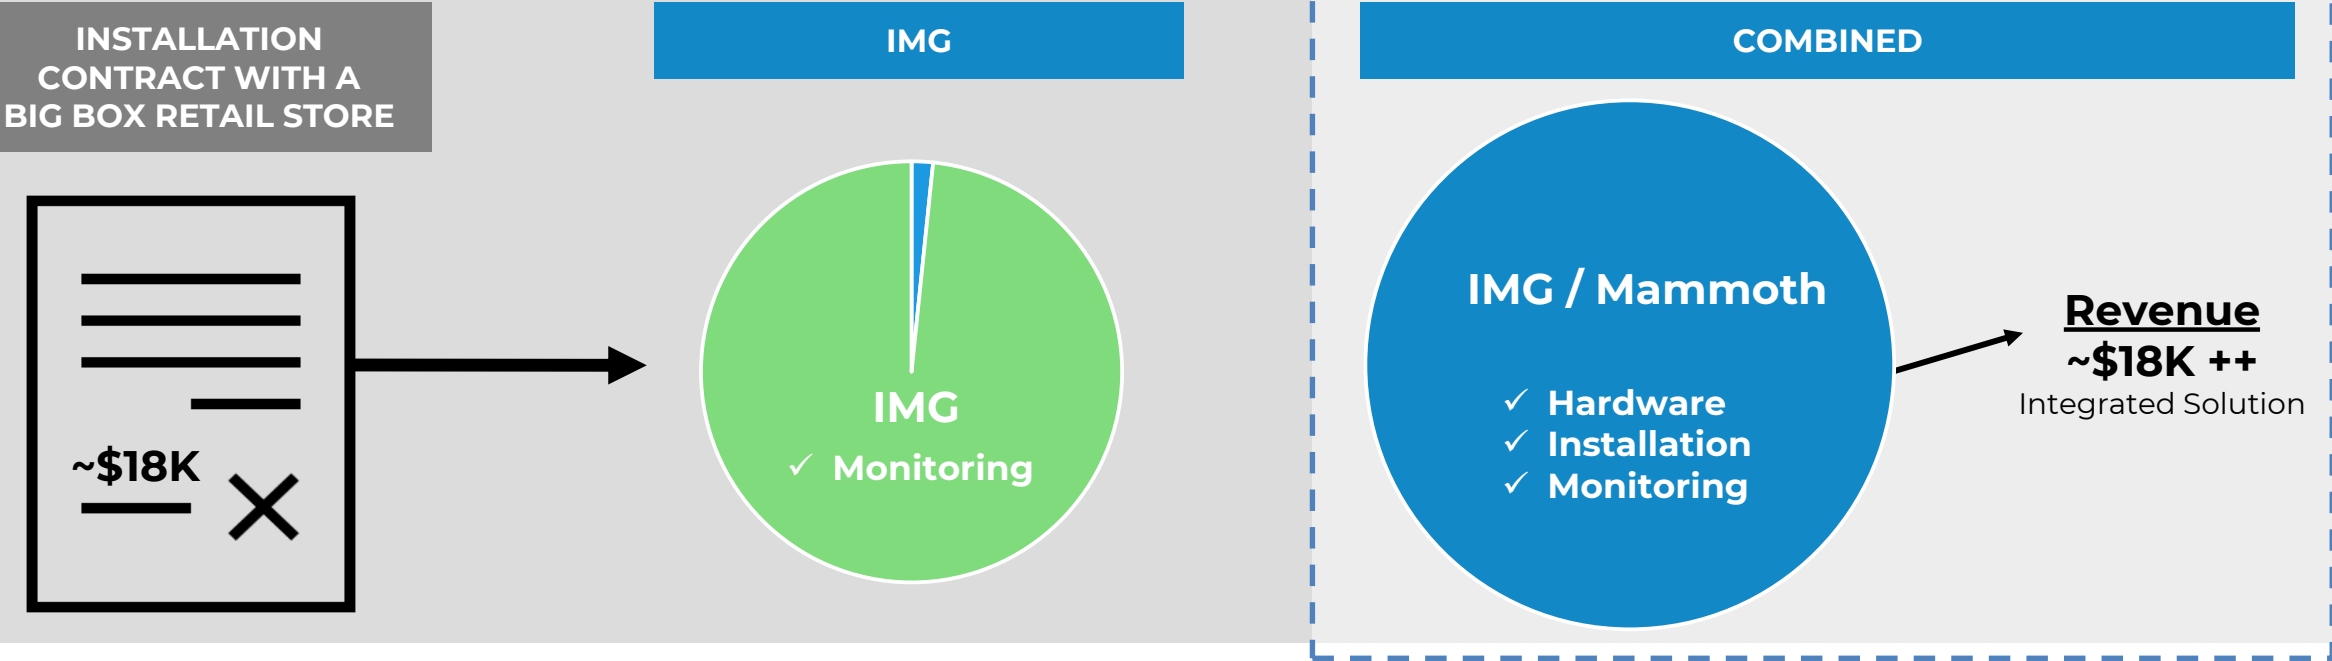 INSTALLATION
CONTRACT WITH A
BIG BOX RETAIL STORE
~$18K
IMG
IMG
✓ Monitoring
COMBINED
IMG / Mammoth
✓ Hardware
✓ Installation
✓ Monitoring
Revenue
~$18K ++
Integrated Solution